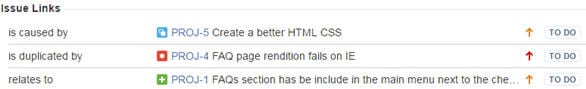 Issue Links
is caused by PROJ-5 Create a better HTML CSS TO DO
is duplicated by PROJ-4 FAQ page rendition fails on IE TO DO
relates to PROJ-1 FAQs section has be include in the main menu next to the che... TO DO